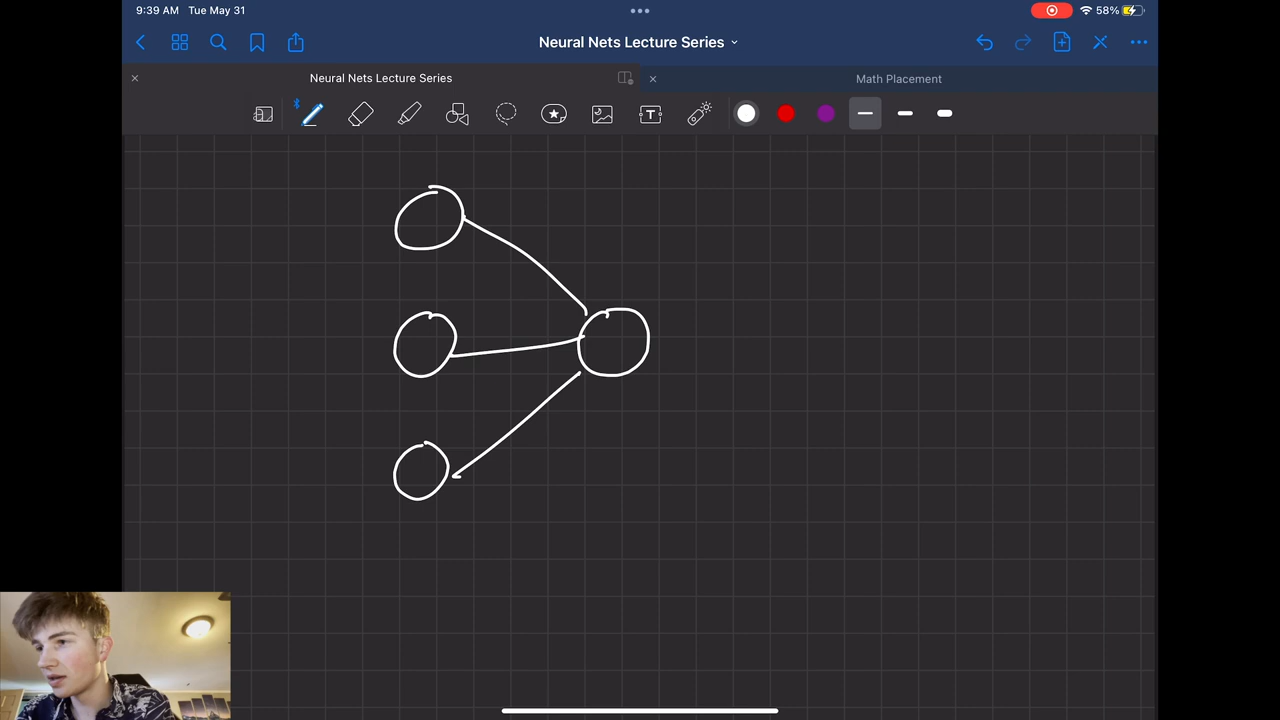 9:39 AM Tue May 31
58%
Neural Nets Lecture Series
Neural Nets Lecture Series
Math Placement
T